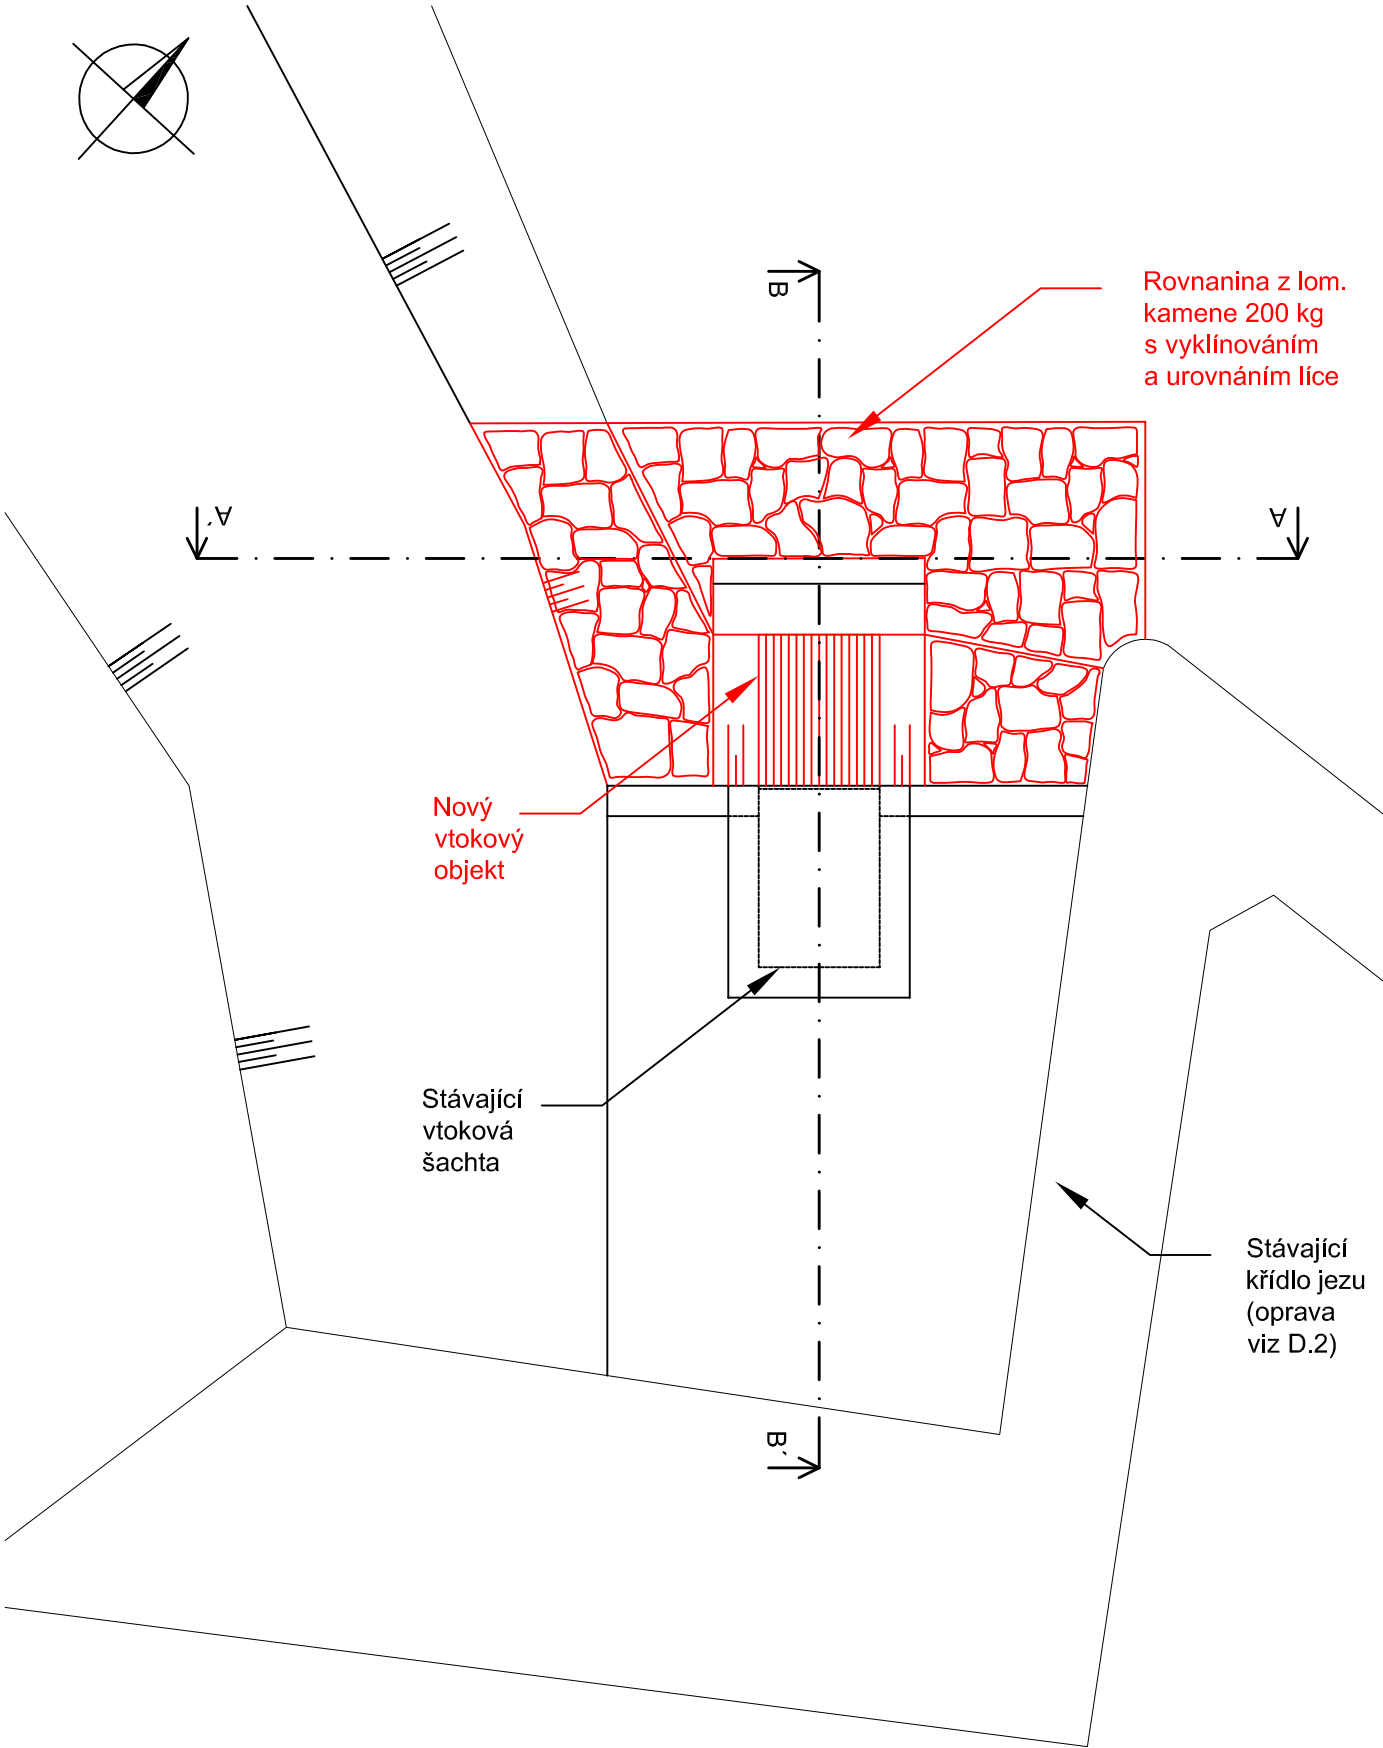 B
Rovnanina z lom.
kamene 200 kg
s vyklínováním
a urovnáním líce
A´
A
Nový
vtokový
objekt
Stávající
vtoková
šachta
Stávající
křídlo jezu
(oprava
viz D.2)
B´